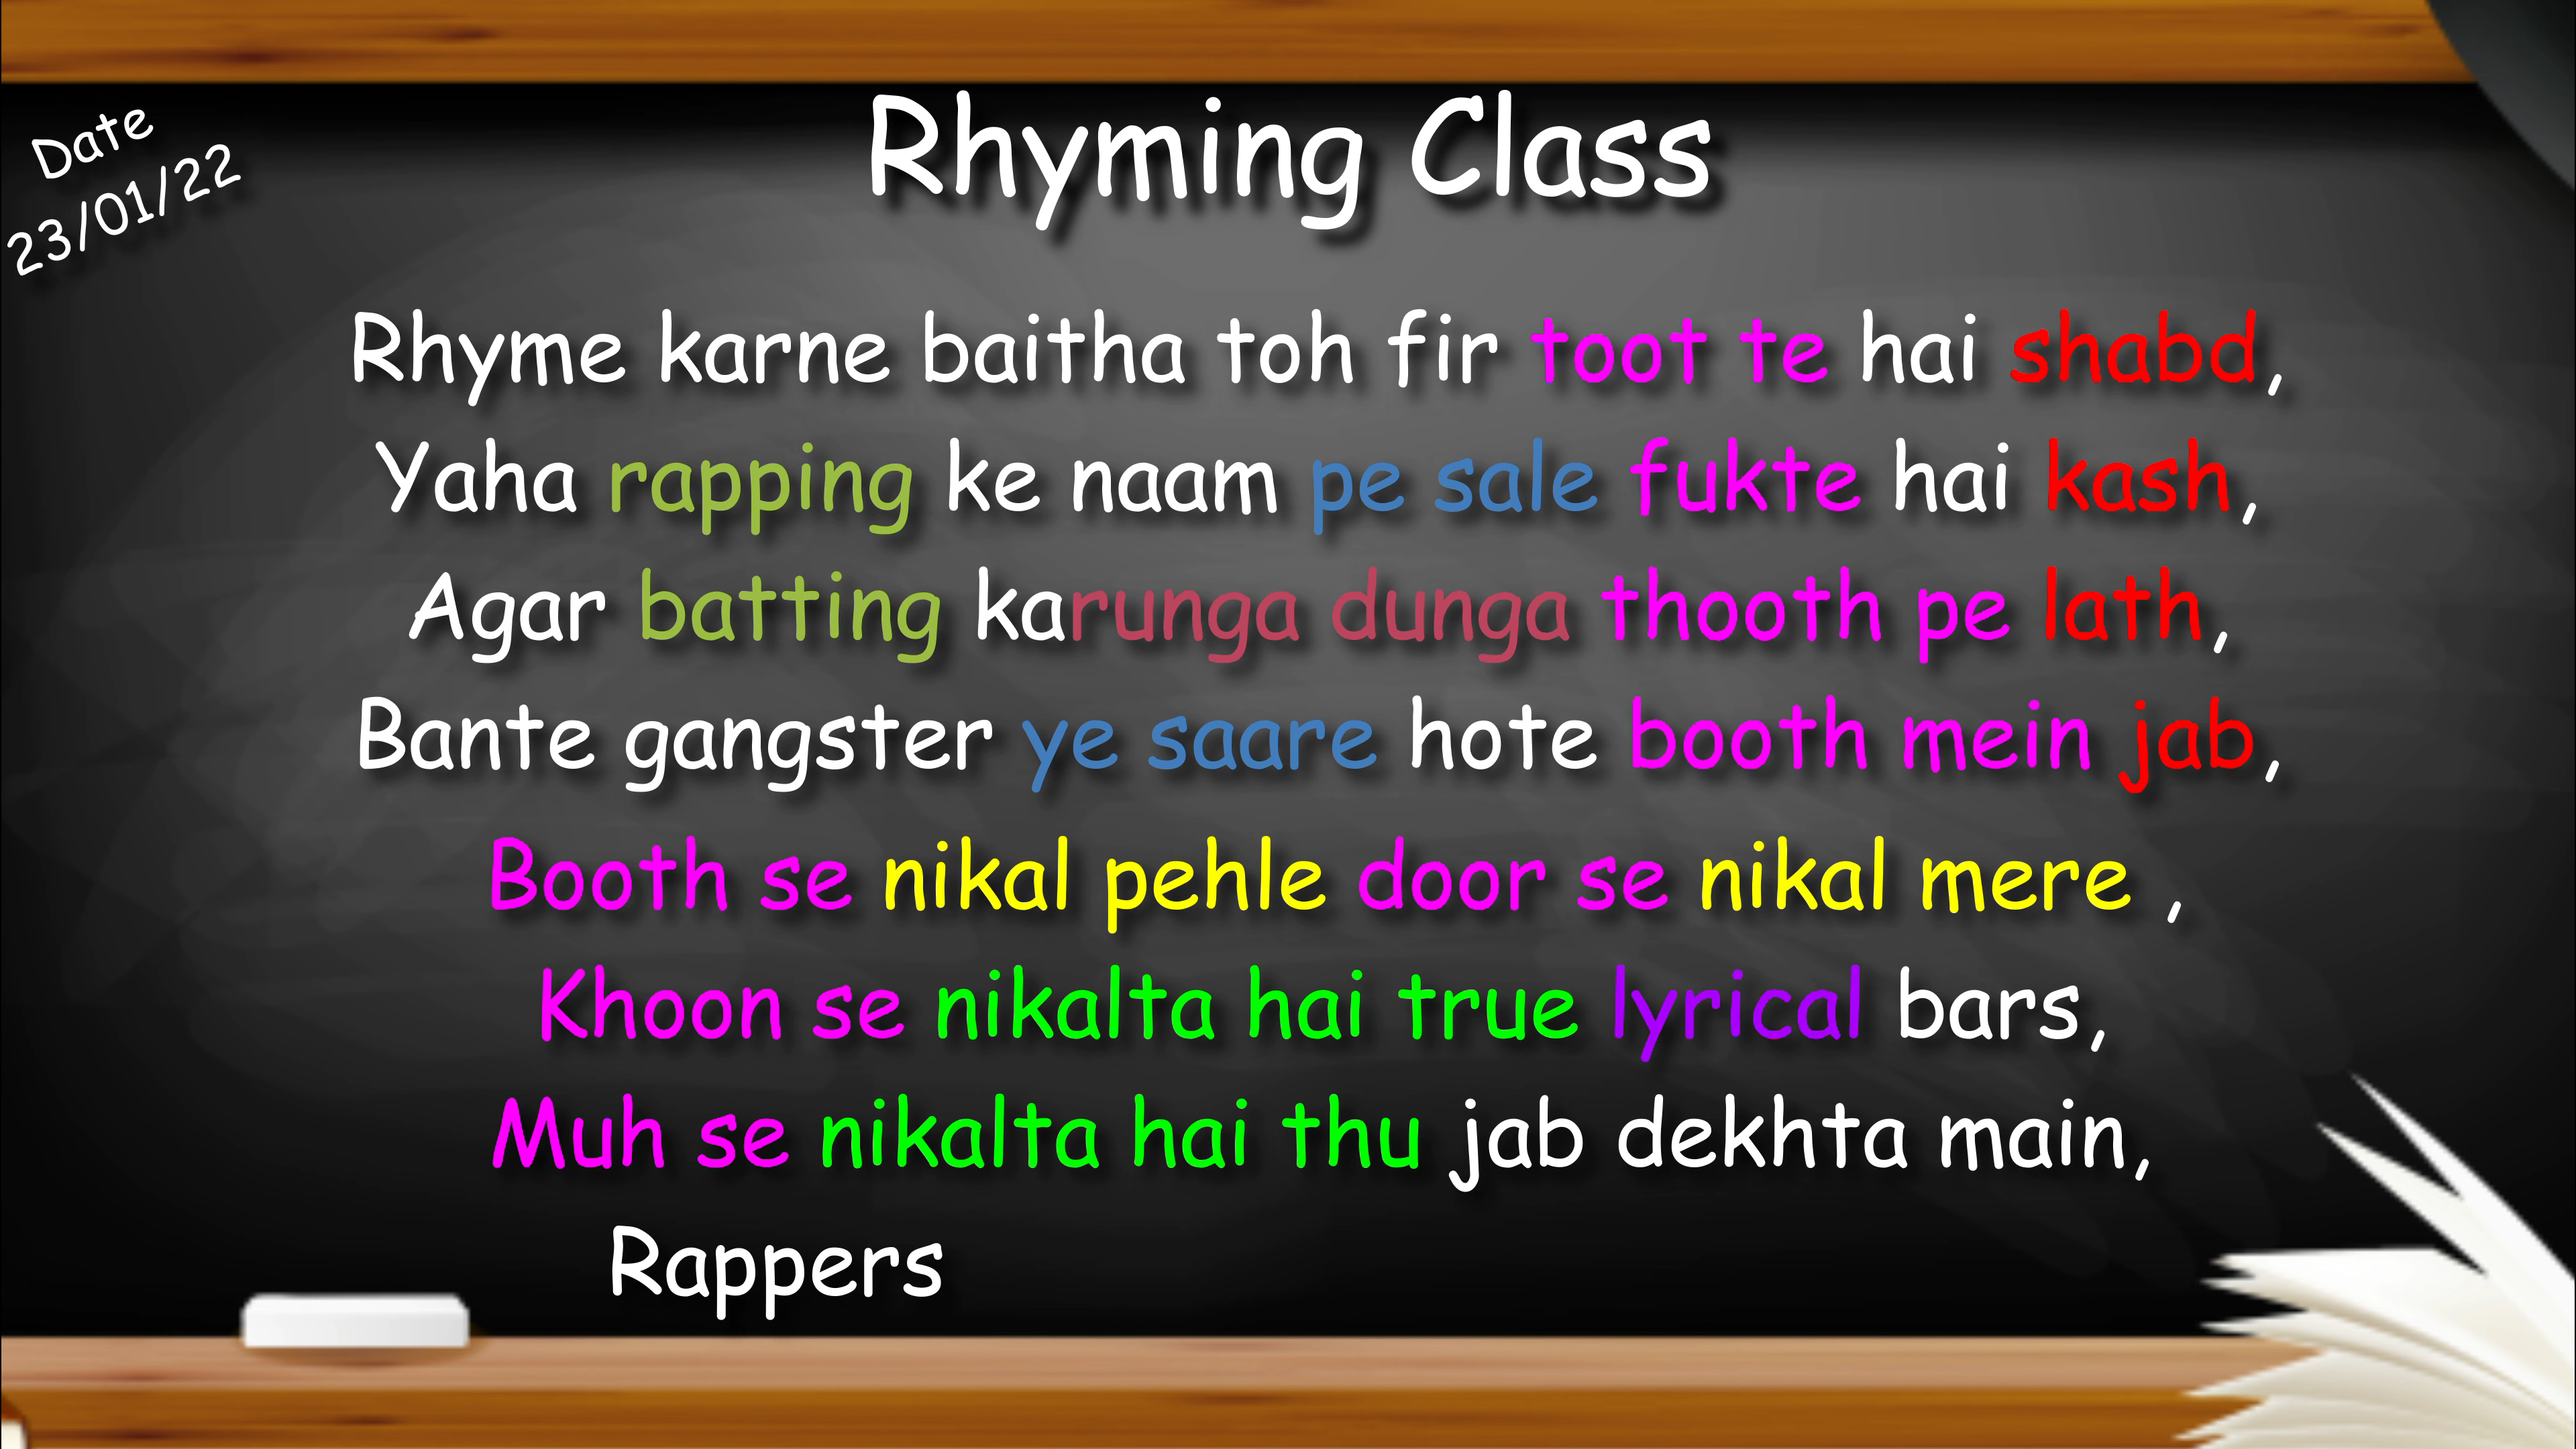 Rhyming Class
Date
23/01/22
Rhyme karne baitha toh fir toot te hai shabd,
Yaha rapping ke naam pe sale fukte hai kash,
Agar batting karunga dunga thooth pe lath,
Bante gangster ye saare hote booth mein jab,
Booth se nikal pehle door se nikal mere ,
Khoon se nikalta hai true lyrical bars,
Muh se nikalta hai thu jab dekhta main,
Rappers